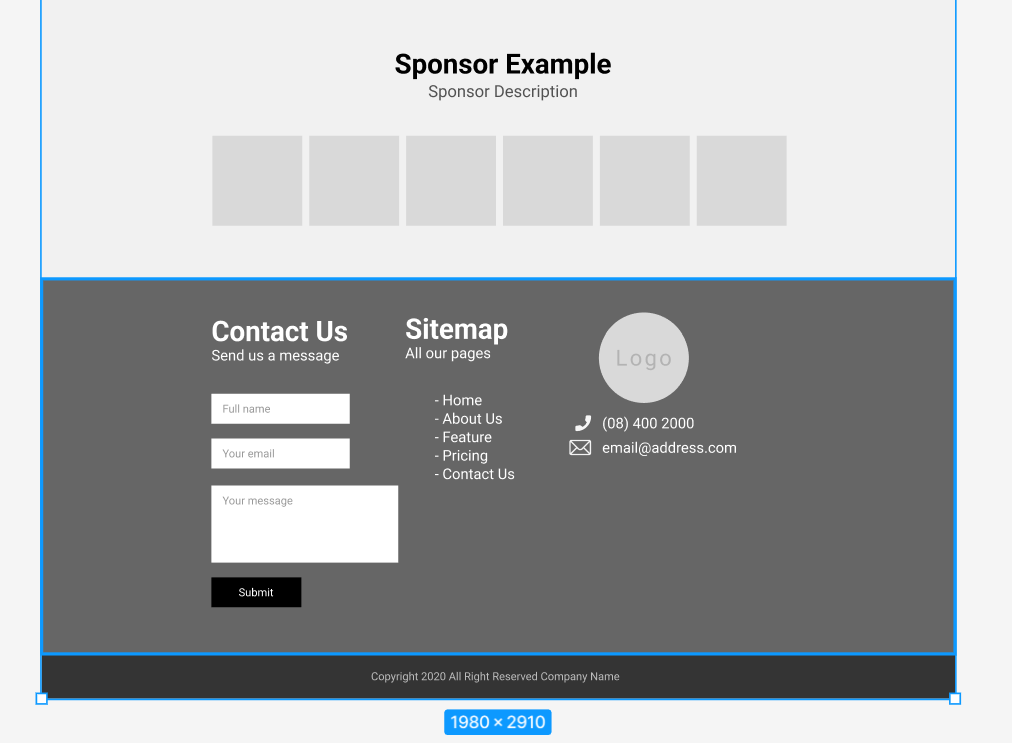 Sponsor Example
Sponsor Description
Contact Us
Send us a message
Full name
Your email
Your message
Submit
Sitemap
All our pages
- Home
- About Us
- Feature
- Pricing
- Contact Us
Logo
(08) 400 2000
email@address.com
Copyright 2020 All Right Reserved Company Name
1980 × 2910